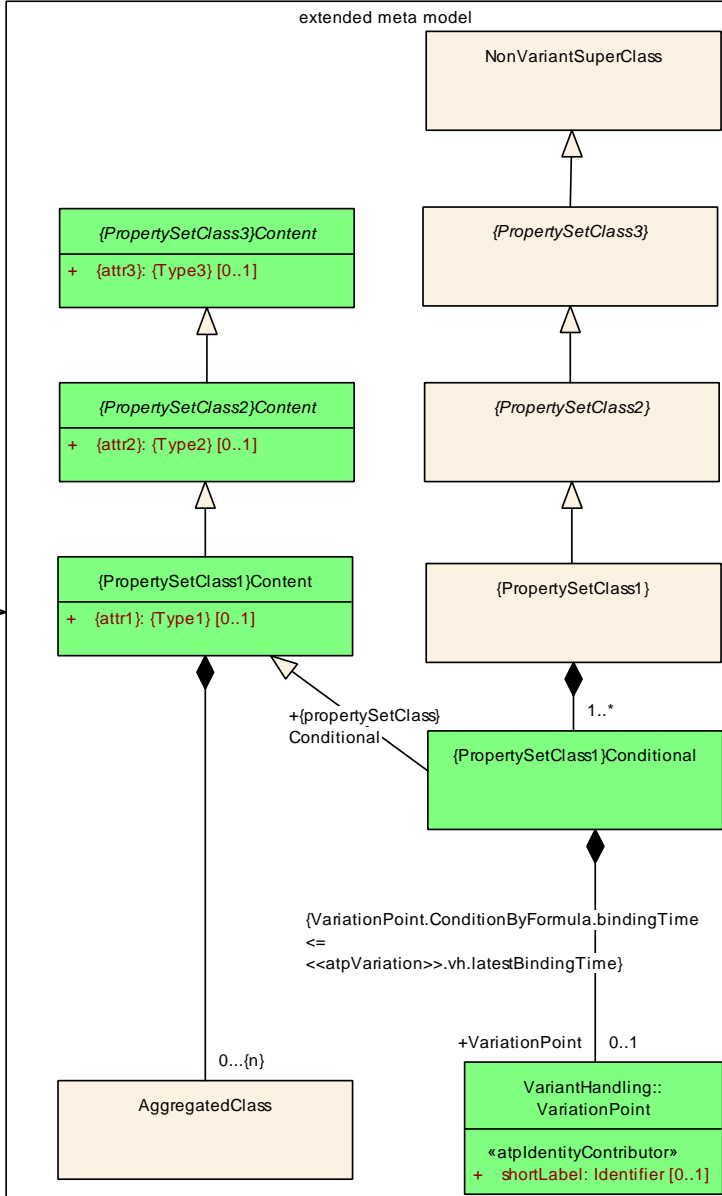 extended meta model
NonVariantSuperClass
{PropertySetClass3}Content
+ {attr3}: {Type3} [0..1]
{PropertySetClass3}
{PropertySetClass2}Content
+ {attr2}: {Type2} [0..1]
{PropertySetClass2}
{PropertySetClass1}Content
+ {attr1}: {Type1} [0..1]
{PropertySetClass1}
+{propertySetClass}
Conditional
1..*
{PropertySetClass1}Conditional
{VariationPoint.ConditionByFormula.bindingTime
<=
<<atpVariation>>.vh.latestBindingTime}
+VariationPoint 0..1
0...{n}
AggregatedClass
VariantHandling::
VariationPoint
«atpIdentityContributor»
+ shortLabel: Identifier [0..1]